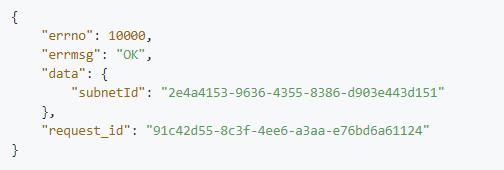 {
    "errno": 10000,
    "errmsg": "OK",
    "data": {
        "subnetId": "2e4a4153-9636-4355-8386-d903e443d151"
    },
    "request_id": "91c42d55-8c3f-4ee6-a3aa-e76bd6a61124"
}